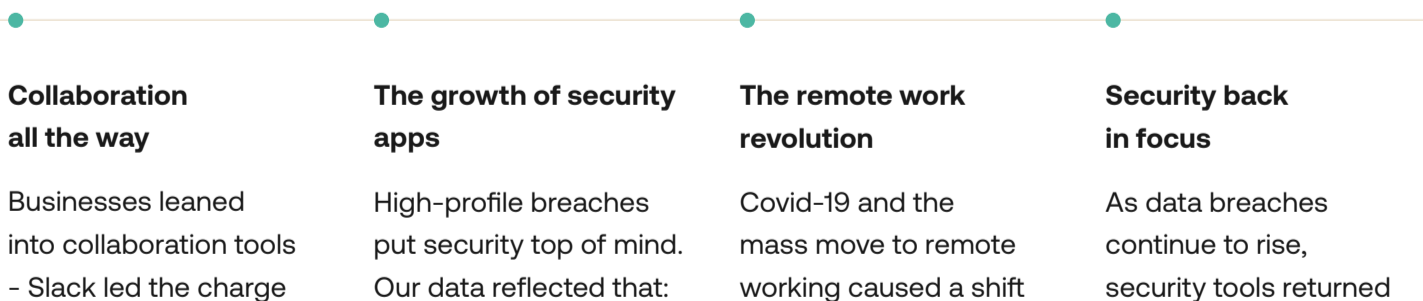 Collaboration
all the way
Businesses leaned
into collaboration tools
- Slack led the charge
The growth of security
apps
High-profile breaches
put security top of mind.
Our data reflected that:
The remote work
revolution
Covid-19 and the
mass move to remote
working caused a shift
Security back
in focus
As data breaches
continue to rise,
security tools returned